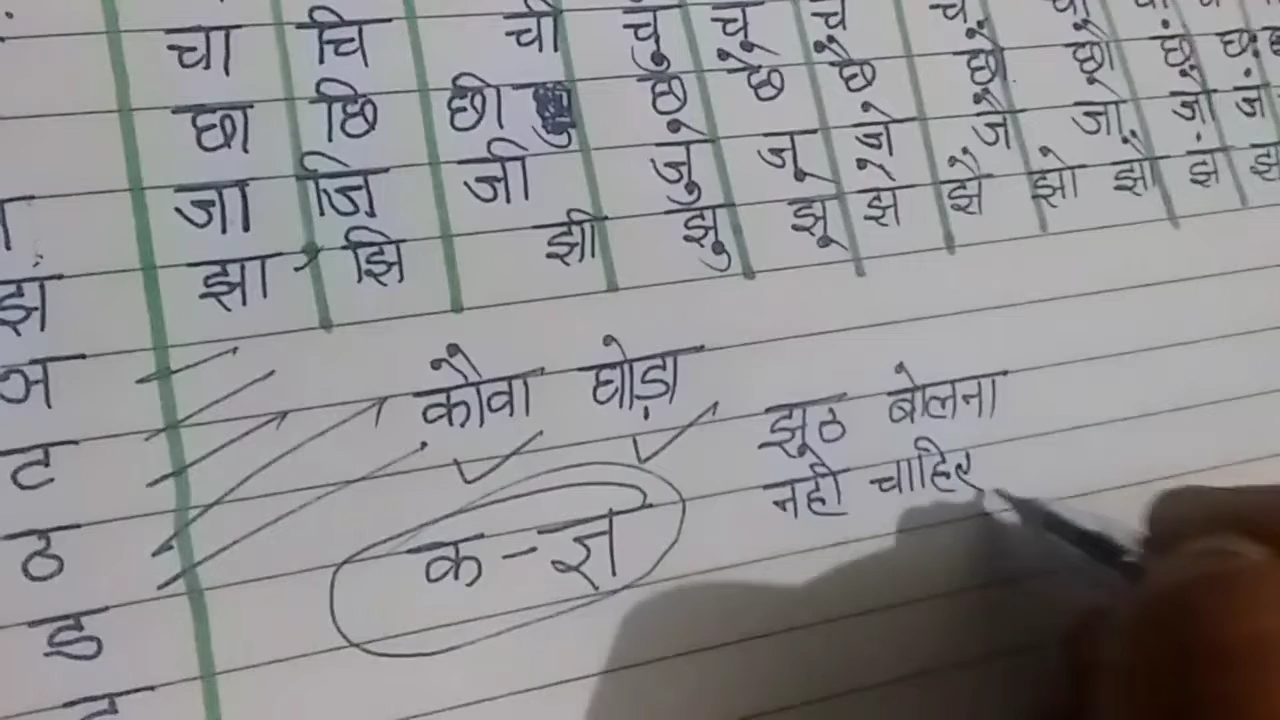 चा चि ची चु चू चे चै
छा छि छी छु छे छै छो छौ छं छः
जा जि जी जु जू जे जै जो जौ जं
झ झा झि झी झु झू झे झै झो झौ झं
ञ
ट कौवा घोड़ा
झूठ बोलना
ठ क-ज्ञ नही चाहिए
ड